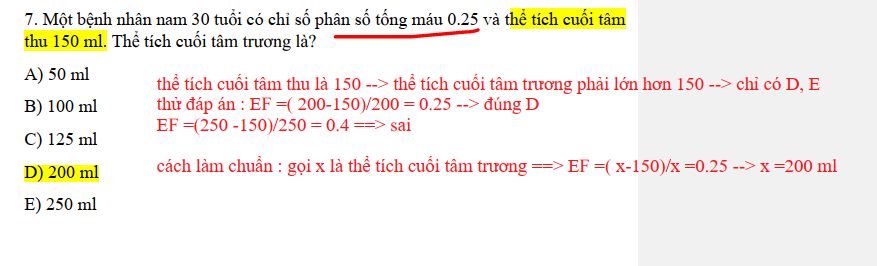 7. Một bệnh nhân nam 30 tuổi có chỉ số phân số tống máu 0.25 và thể tích cuối tâm
thu 150 ml. Thể tích cuối tâm trương là?
A) 50 ml
thể tích cuối tâm thu là 150 --> thể tích cuối tâm trương phải lớn hơn 150 --> chỉ có D, E
B) 100 ml
thử đáp án : EF =( 200-150)/200 = 0.25 --> đúng D
EF =(250 -150)/250 = 0.4 ==> sai
C) 125 ml
D) 200 ml
cách làm chuẩn : gọi x là thể tích cuối tâm trương ==> EF =( x-150)/x =0.25 --> x =200 ml
E) 250 ml